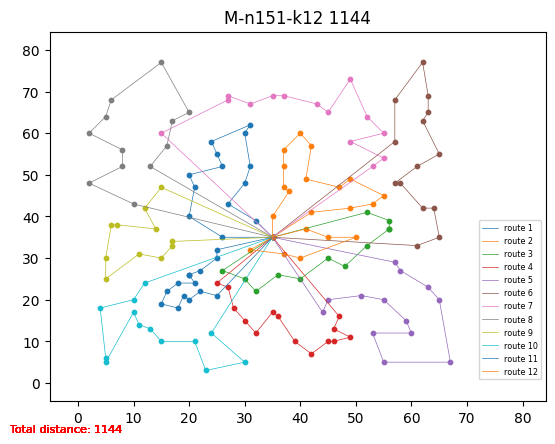 M-n151-k12 1144
80
70
60
50
40
30
20
10
0
route 1
route 2
route 3
route 4
route 5
route 6
route 7
route 8
route 9
route 10
route 11
route 12
0 10 20 30 40 50 60 70 80
Total distance: 1144